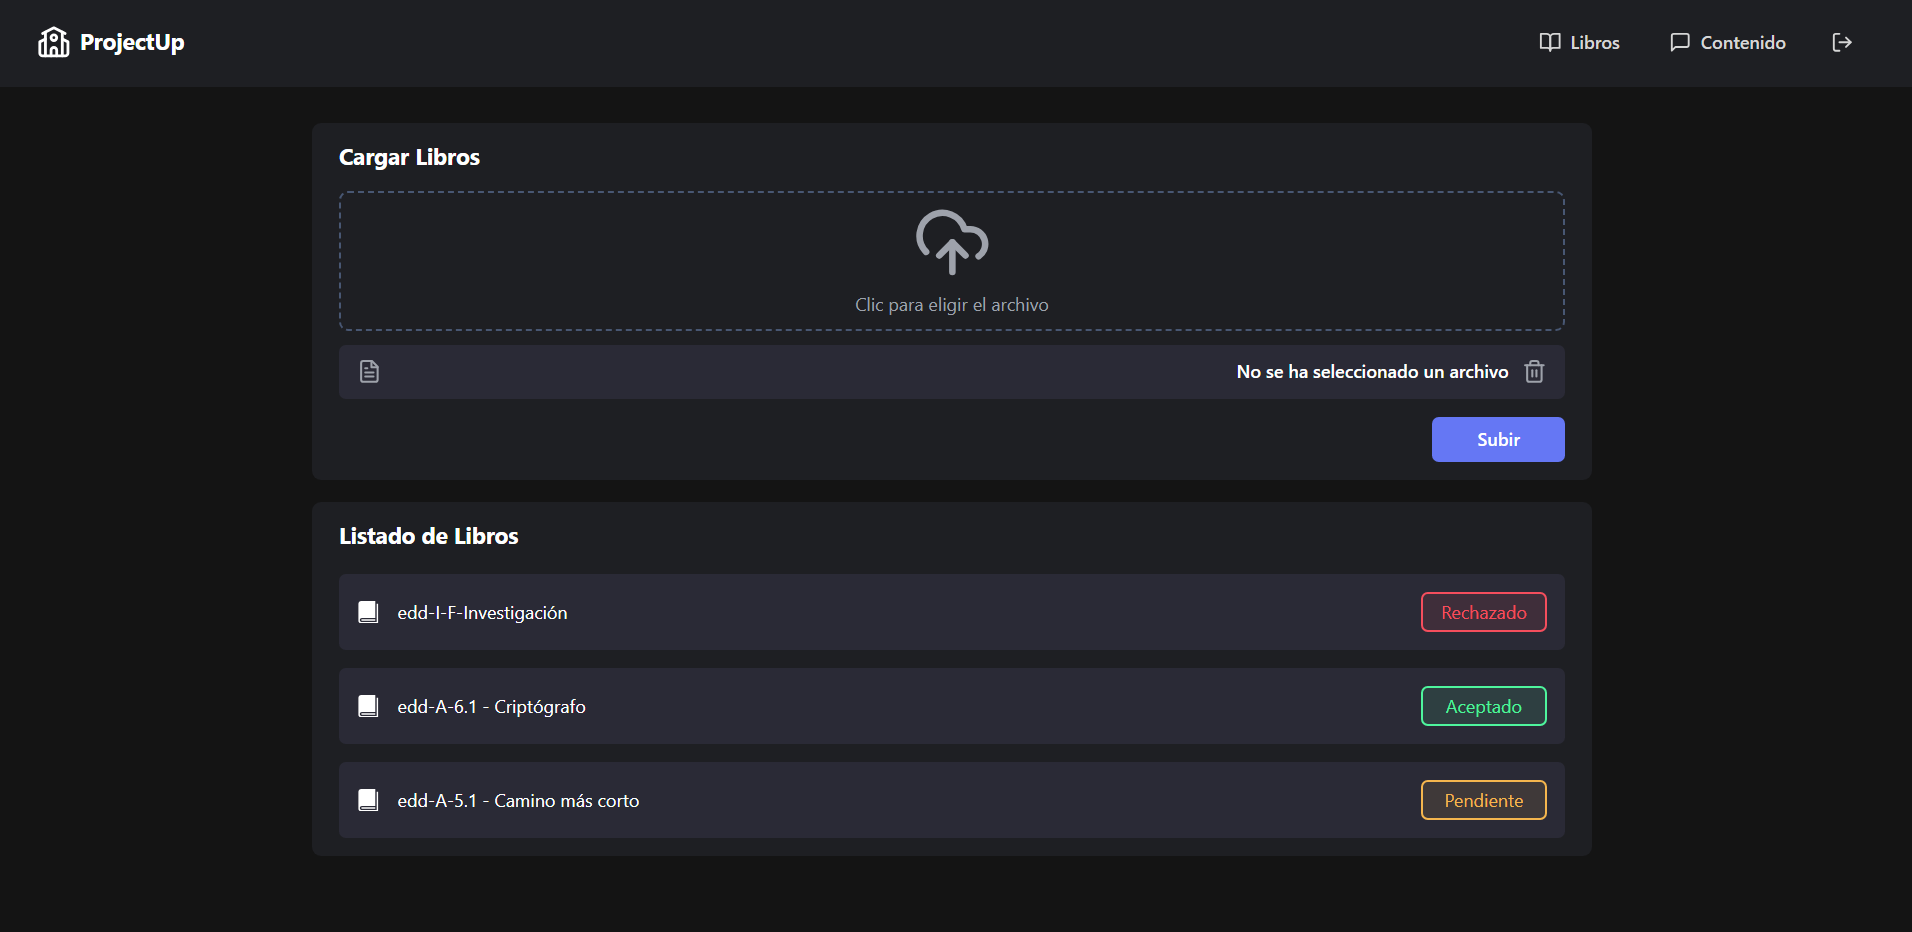 ProjectUp
Libros
Contenido
Cargar Libros
Clic para eligir el archivo
No se ha seleccionado un archivo
Subir
Listado de Libros
edd-I-F-Investigación
Rechazado
edd-A-6.1 - Criptógrafo
Aceptado
edd-A-5.1 - Camino más corto
Pendiente